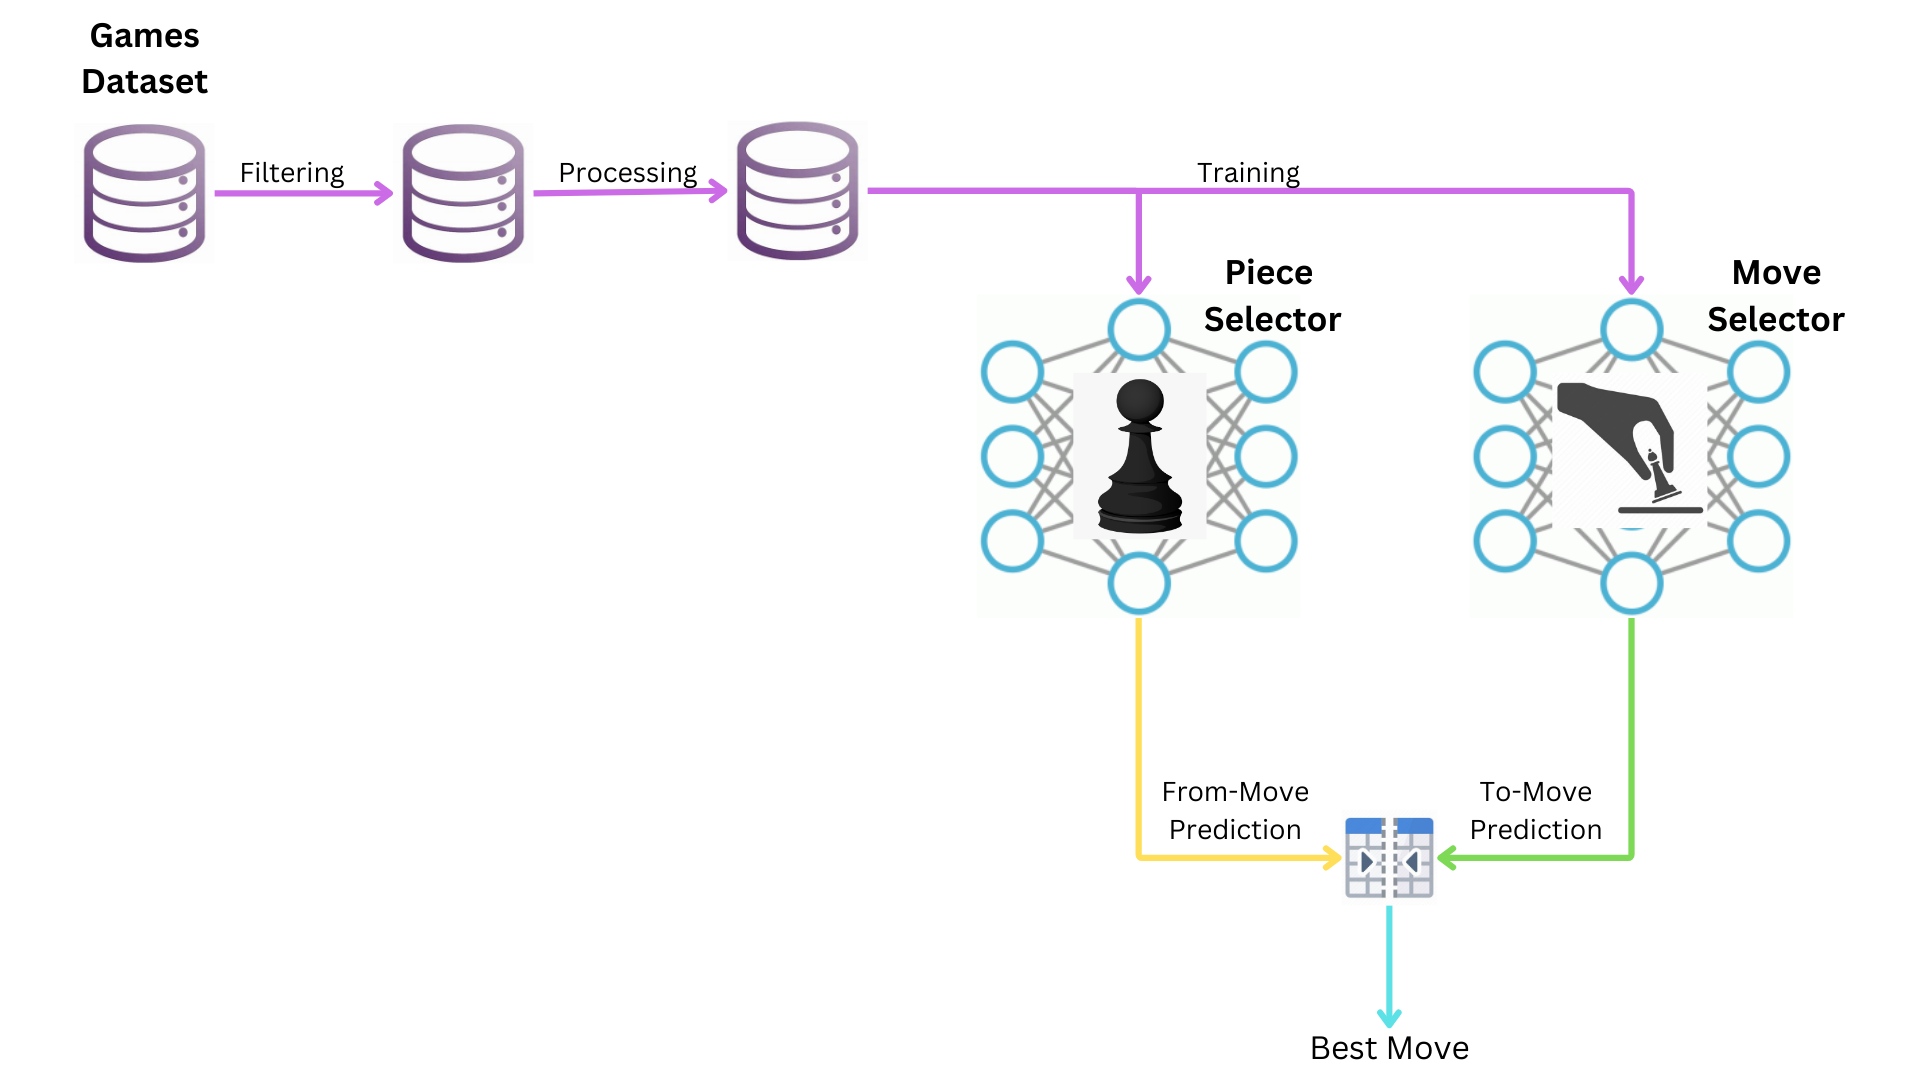 Games
Dataset
Filtering
Processing
Training
Piece
Selector
Move
Selector
From-Move
Prediction
To-Move
Prediction
Best Move